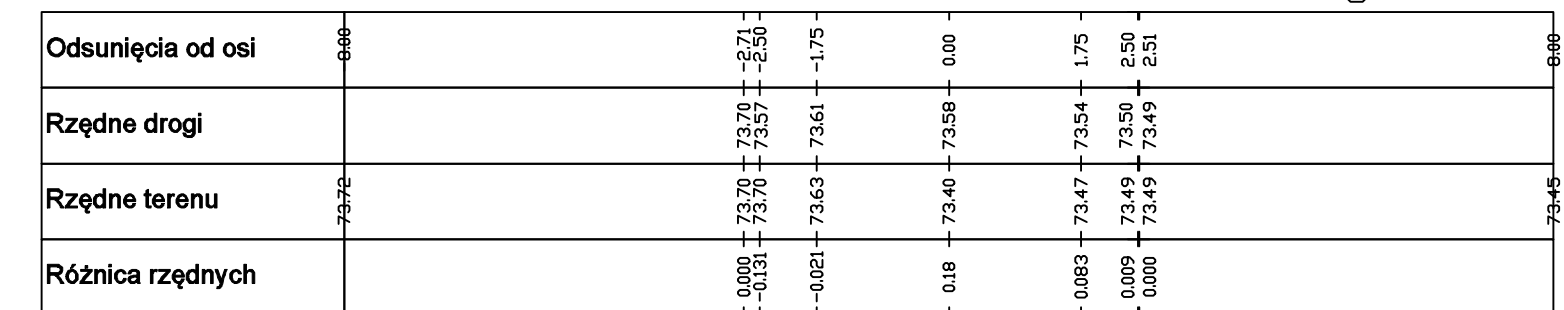 Odsunięcia od osi 8.00 -2.71 -2.50 -1.75 0.00 1.75 2.50 2.51 8.00
Rzędne drogi 73.70 73.57 73.61 73.58 73.54 73.50 73.49
Rzędne terenu 73.72 73.70 73.70 73.63 73.40 73.47 73.49 73.49 73.45
Różnica rzędnych 0.000 -0.131 -0.021 0.18 0.083 0.009 0.000